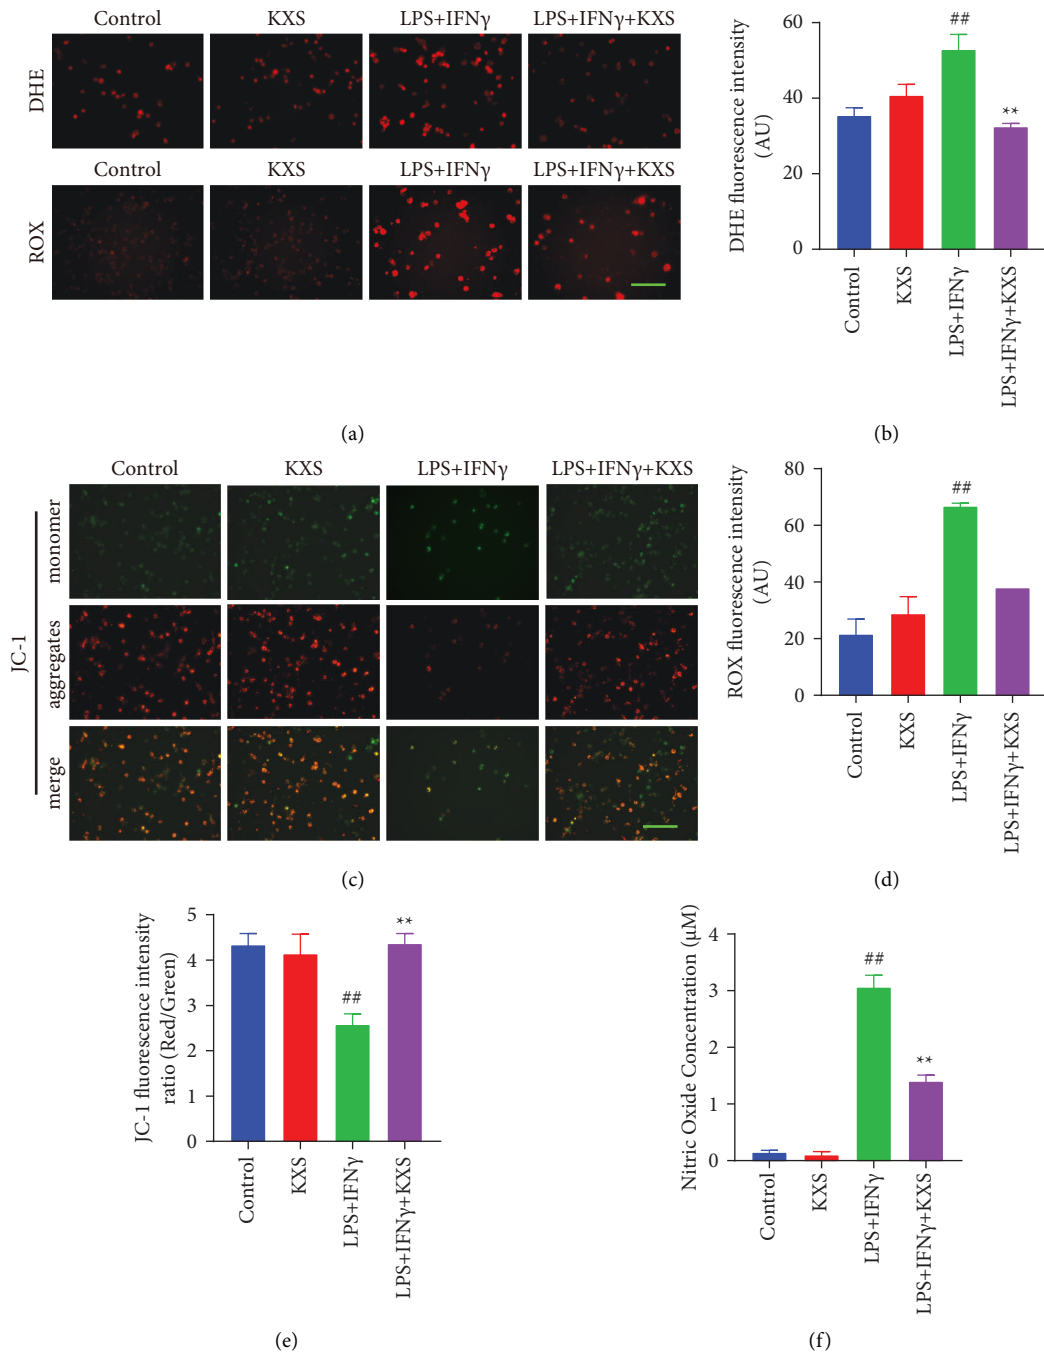 Control KXS LPS+IFNγ LPS+IFNγ+KXS
DHE
Control KXS LPS+IFNγ LPS+IFNγ+KXS
ROX
(a)
DHE fluorescence intensity
(AU)
60
40
20
0
##
**
Control
KXS
LPS+IFNγ
LPS+IFNγ+KXS
(b)
Control KXS LPS+IFNγ LPS+IFNγ+KXS
JC-1
monomer
aggregates
merge
(c)
ROX fluorescence intensity
(AU)
80
60
40
20
0
##
Control
KXS
LPS+IFNγ
LPS+IFNγ+KXS
(d)
JC-1 fluorescence intensity
ratio (Red/Green)
5
4
3
2
1
0
##
**
Control
KXS
LPS+IFNγ
LPS+IFNγ+KXS
(e)
Nitric Oxide Concentration (μM)
4
3
2
1
0
##
**
Control
KXS
LPS+IFNγ
LPS+IFNγ+KXS
(f)